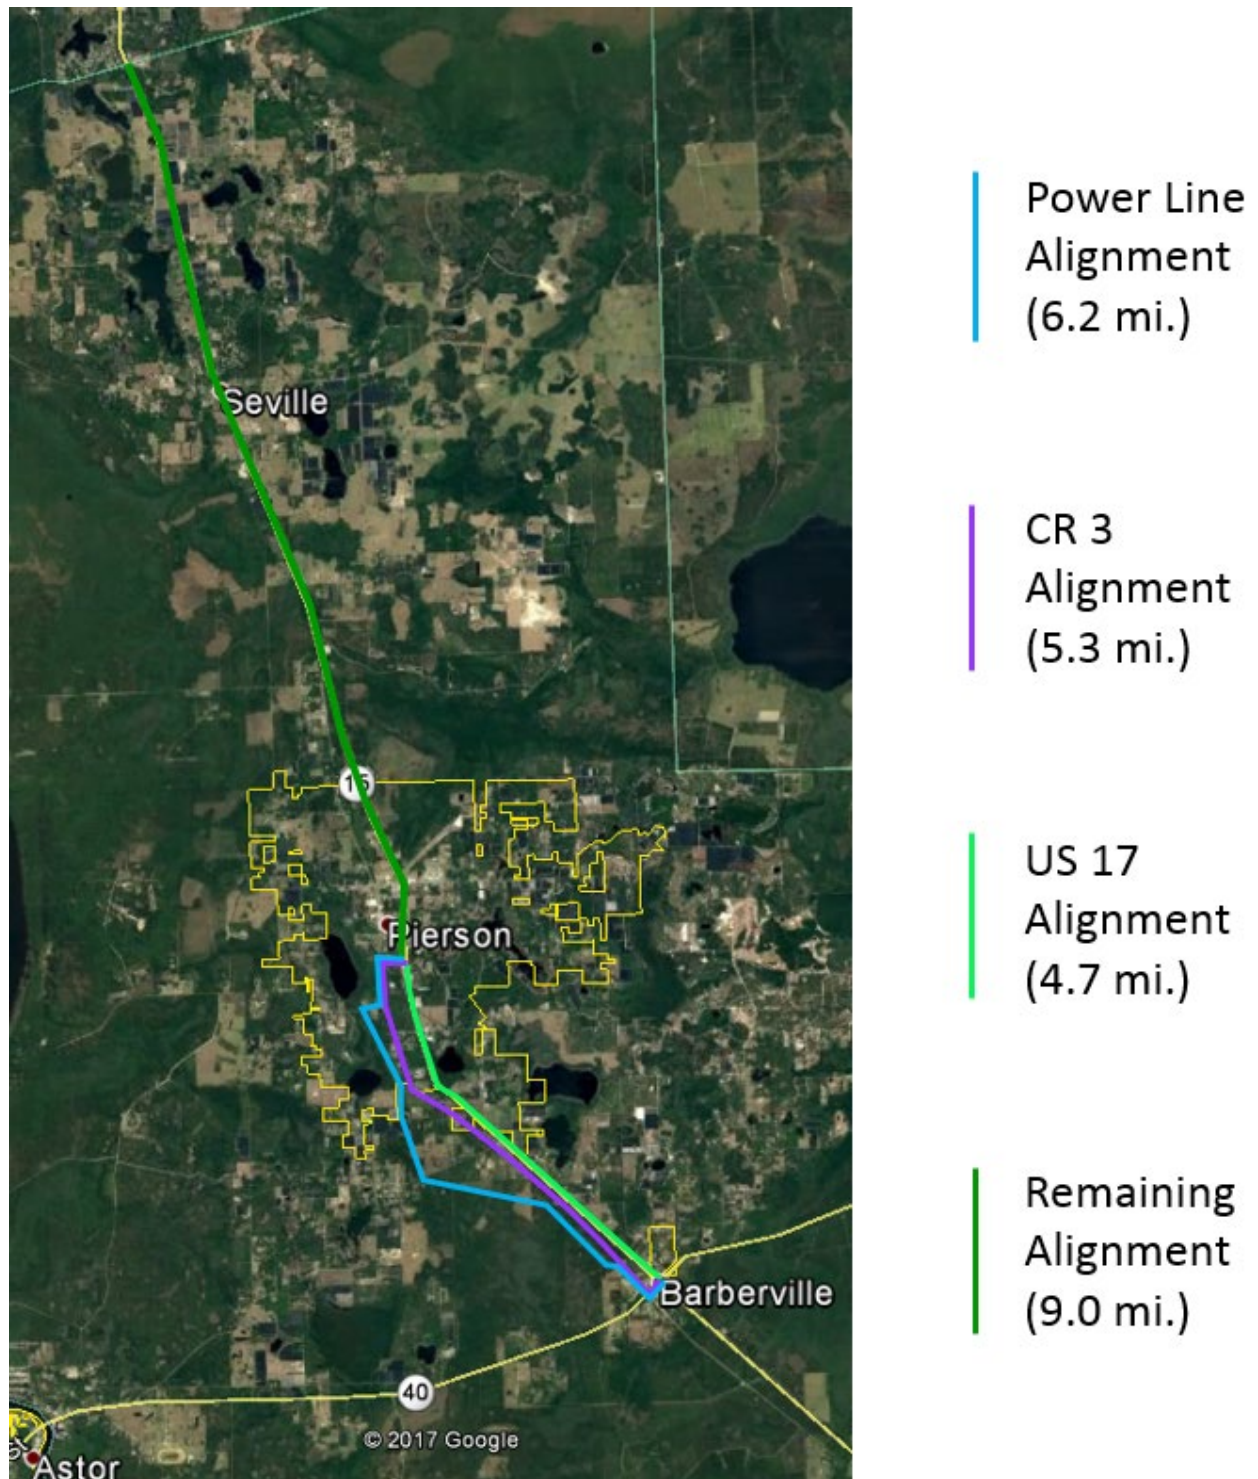 Seville
15
Pierson
Barberville
40
© 2017 Google
Astor
Power Line
Alignment
(6.2 mi.)
CR 3
Alignment
(5.3 mi.)
US 17
Alignment
(4.7 mi.)
Remaining
Alignment
(9.0 mi.)